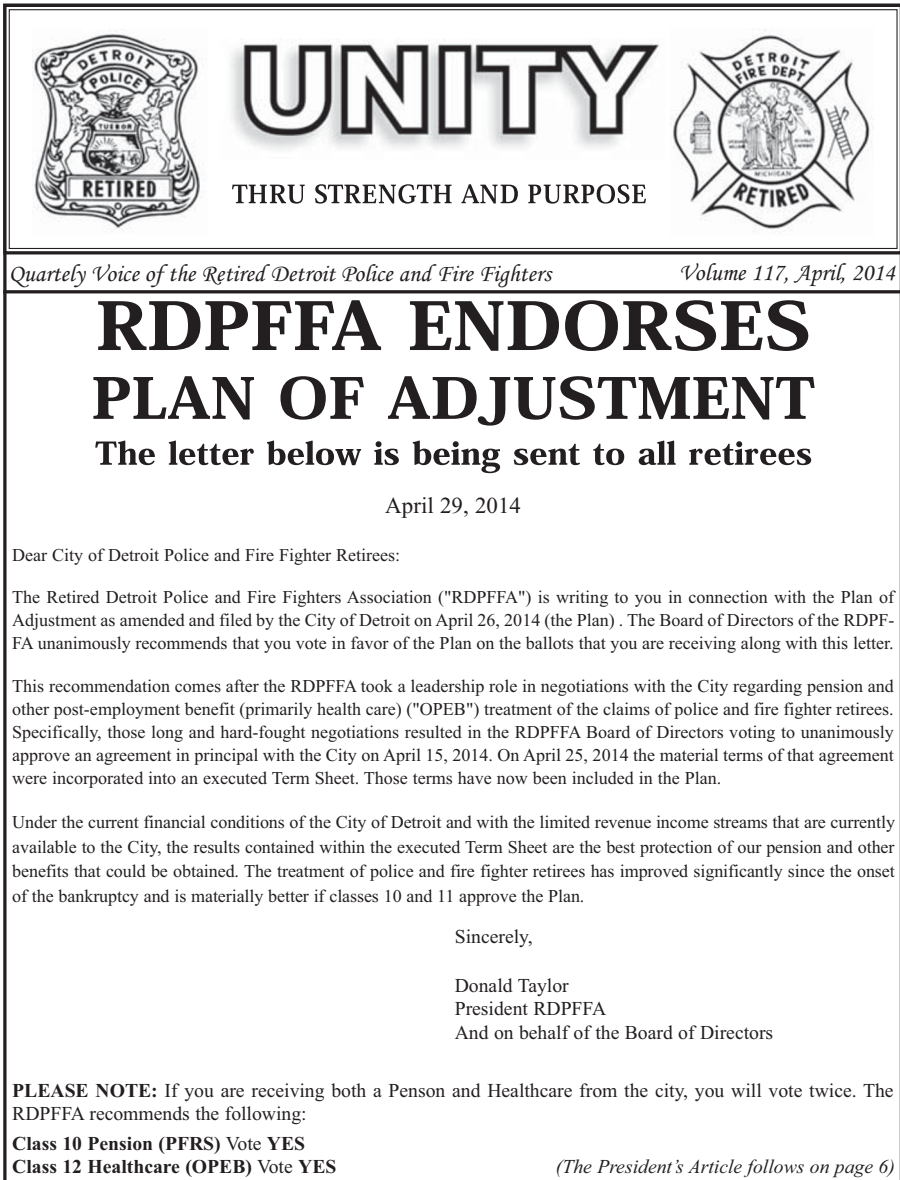 DETROIT
POLICE
TUEBOR
RETIRED
UNITY
THRU STRENGTH AND PURPOSE
DETROIT
FIRE DEPT
MICHIGAN
RETIRED
Quartely Voice of the Retired Detroit Police and Fire Fighters
Volume 117, April, 2014
RDPFFA ENDORSES
PLAN OF ADJUSTMENT
The letter below is being sent to all retirees
April 29, 2014
Dear City of Detroit Police and Fire Fighter Retirees:
The Retired Detroit Police and Fire Fighters Association ("RDPFFA") is writing to you in connection with the Plan of
Adjustment as amended and filed by the City of Detroit on April 26, 2014 (the Plan) . The Board of Directors of the RDPF-
FA unanimously recommends that you vote in favor of the Plan on the ballots that you are receiving along with this letter.
This recommendation comes after the RDPFFA took a leadership role in negotiations with the City regarding pension and
other post-employment benefit (primarily health care) ("OPEB") treatment of the claims of police and fire fighter retirees.
Specifically, those long and hard-fought negotiations resulted in the RDPFFA Board of Directors voting to unanimously
approve an agreement in principal with the City on April 15, 2014. On April 25, 2014 the material terms of that agreement
were incorporated into an executed Term Sheet. Those terms have now been included in the Plan.
Under the current financial conditions of the City of Detroit and with the limited revenue income streams that are currently
available to the City, the results contained within the executed Term Sheet are the best protection of our pension and other
benefits that could be obtained. The treatment of police and fire fighter retirees has improved significantly since the onset
of the bankruptcy and is materially better if classes 10 and 11 approve the Plan.
Sincerely,
Donald Taylor
President RDPFFA
And on behalf of the Board of Directors
PLEASE NOTE: If you are receiving both a Penson and Healthcare from the city, you will vote twice. The
RDPFFA recommends the following:
Class 10 Pension (PFRS) Vote YES
Class 12 Healthcare (OPEB) Vote YES
(The President's Article follows on page 6)